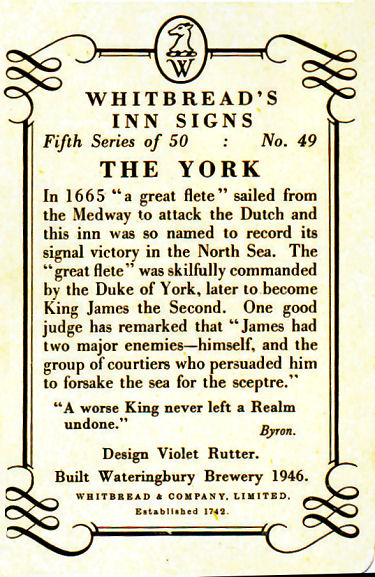 W
WHITBREAD'S
INN SIGNS
Fifth Series of 50 : No. 49
THE YORK
In 1665 "a great flete" sailed from
the Medway to attack the Dutch and
this inn was so named to record its
signal victory in the North Sea. The
"great flete" was skilfully commanded
by the Duke of York, later to become
King James the Second. One good
judge has remarked that "James had
two major enemies—himself, and the
group of courtiers who persuaded him
to forsake the sea for the sceptre."
"A worse King never left a Realm
undone."
Byron.
Design Violet Rutter.
Built Wateringbury Brewery 1946.
WHITBREAD & COMPANY, LIMITED.
Established 1742.